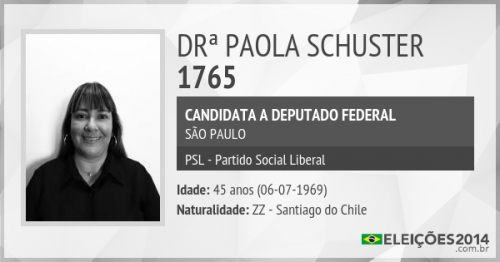 DRª PAOLA SCHUSTER
1765
CANDIDATA A DEPUTADO FEDERAL
SÃO PAULO
PSL - Partido Social Liberal
Idade: 45 anos (06-07-1969)
Naturalidade: ZZ - Santiago do Chile
ELEIÇÕES2014
.com.br